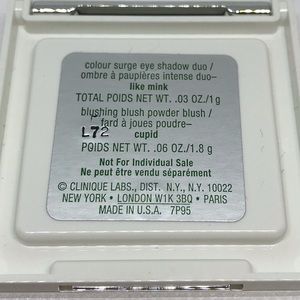 colour surge eye shadow duo/
ombre à paupières intense duo–
like mink
TOTAL POIDS NET WT. .03 OZ/1g
blushing blush powder blush /
fard à joues poudre–
L72
cupid
POIDS NET WT. .06 OZ./1.8 g
Not For Individual Sale
Ne peut être vendu séparément
© CLINIQUE LABS., DIST. N.Y., N.Y. 10022
NEW YORK • LONDON W1K 3BQ • PARIS
MADE IN U.S.A. 7P95